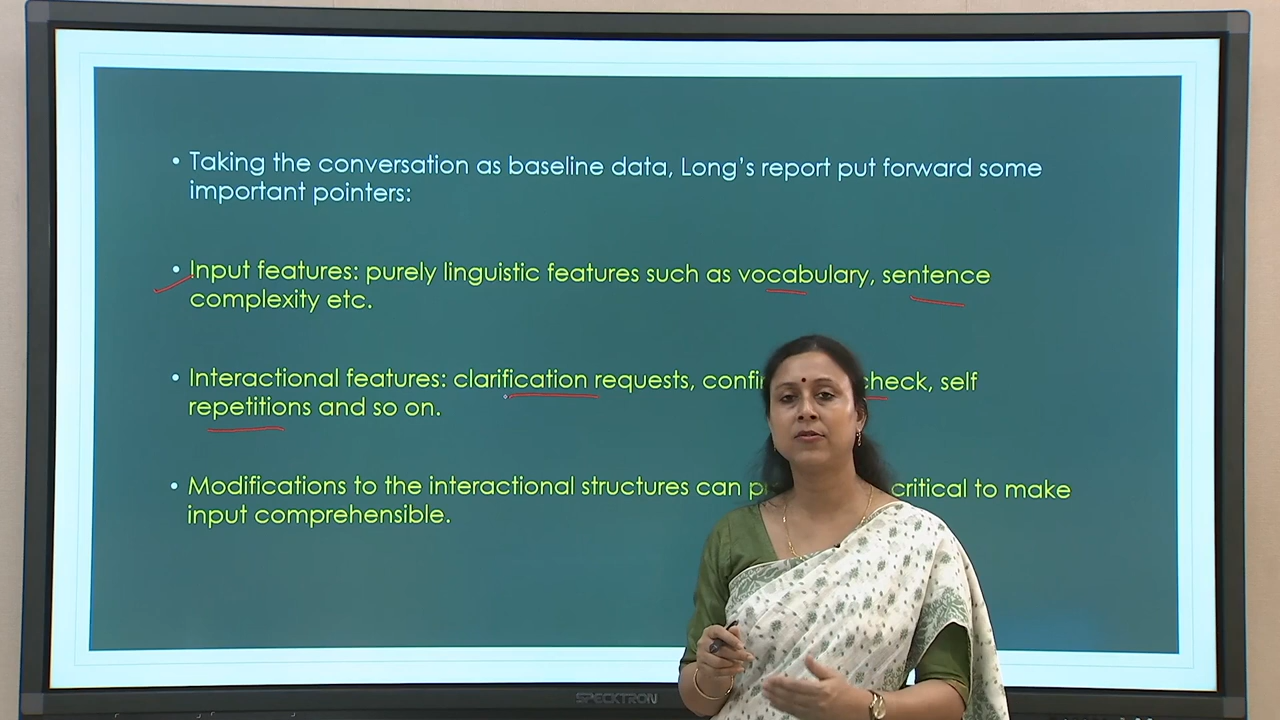 • Taking the conversation as baseline data, Long's report put forward some
important pointers:
• Input features: purely linguistic features such as vocabulary, sentence
complexity etc.
• Interactional features: clarification requests, check, self
repetitions and so on.
• Modifications to the interactional structures can critical to make
input comprehensible.
SPECKTRON